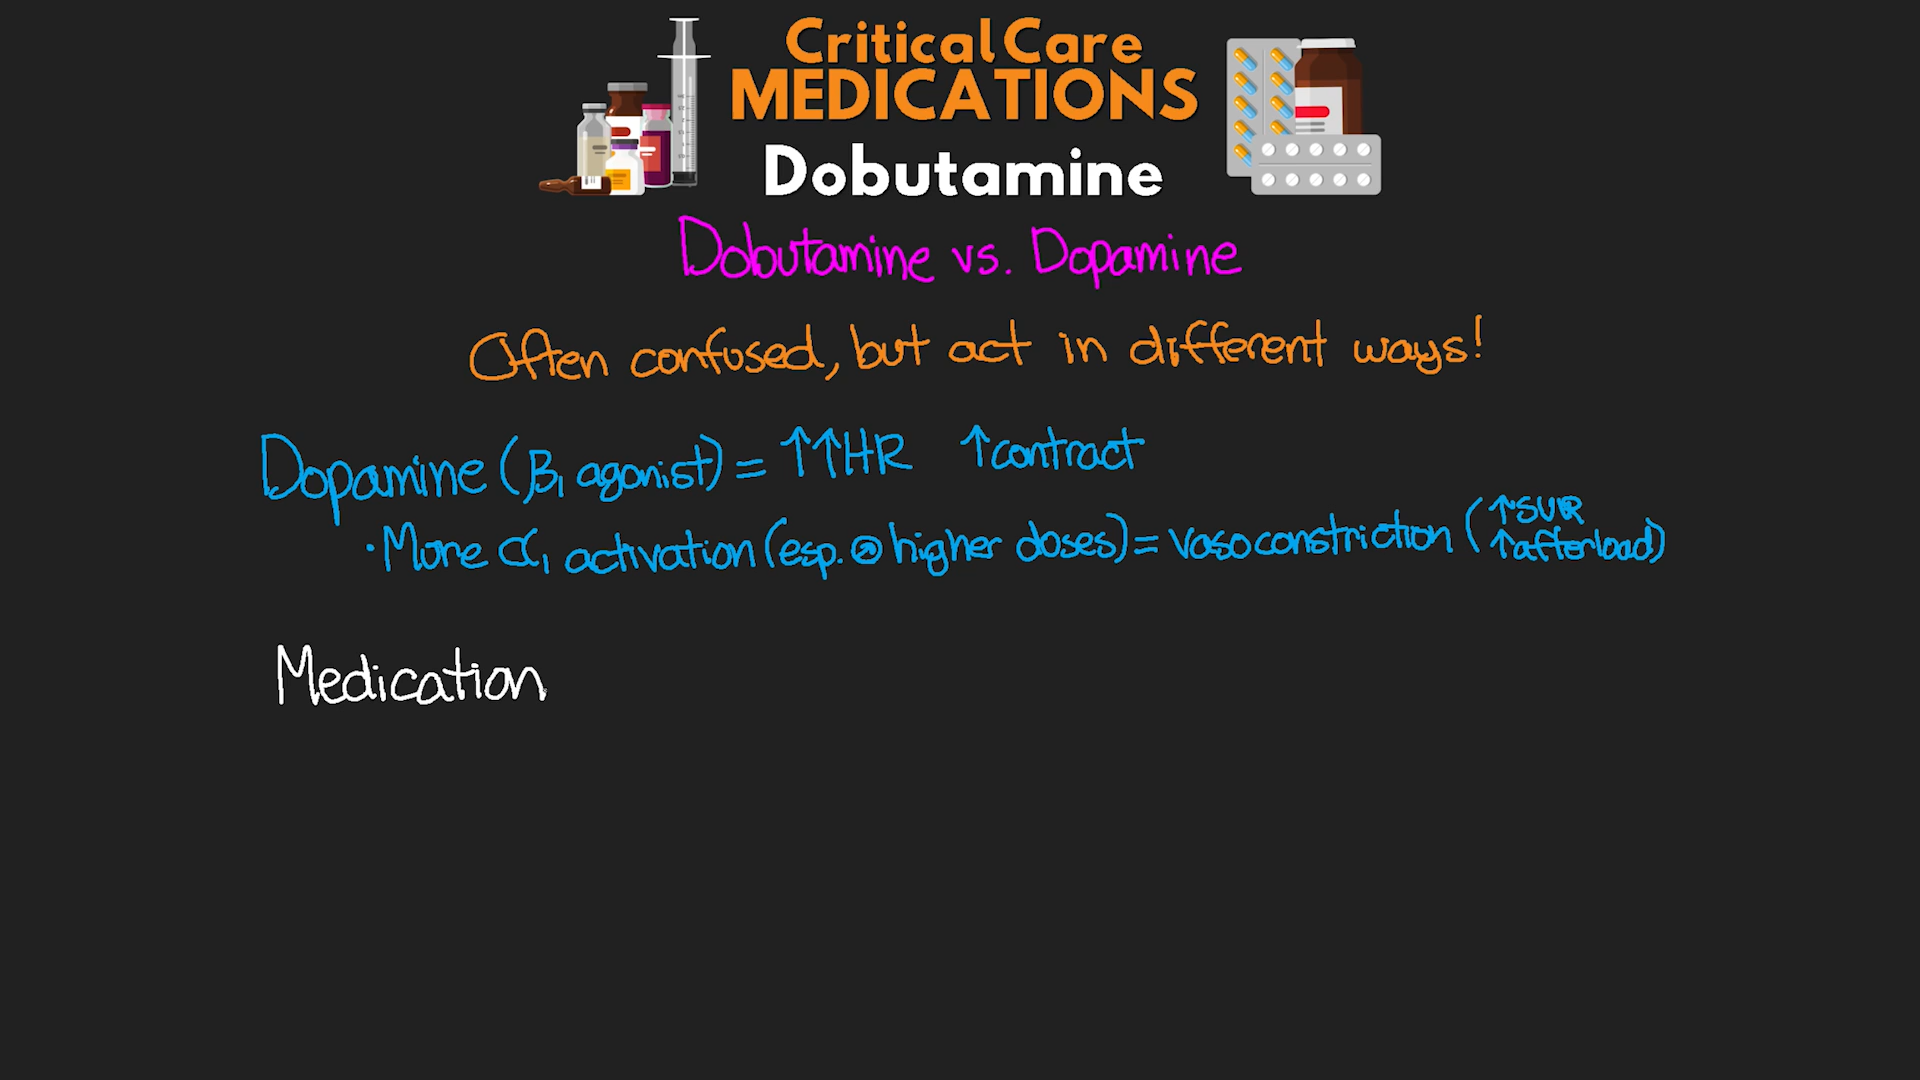 Critical Care
MEDICATIONS
Dobutamine
Dobutamine vs. Dopamine
Often confused, but act in different ways!
Dopamine (β₁ agonist) = ↑↑HR ↑contract
• More α₁ activation (esp. @ higher doses) = vasoconstriction (↑SVR ↑afterload)
Medication